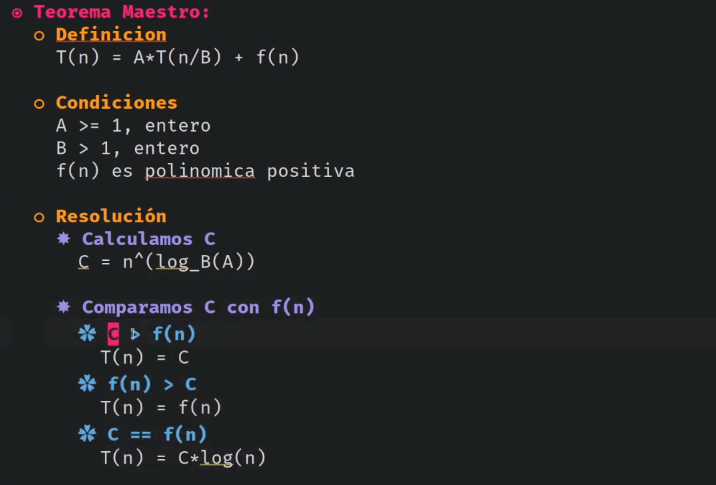 Teorema Maestro:
Definicion
T(n) = A*T(n/B) + f(n)
Condiciones
A >= 1, entero
B > 1, entero
f(n) es polinomica positiva
Resolución
Calculamos C
C = n^(log_B(A))
Comparamos C con f(n)
C > f(n)
T(n) = C
f(n) > C
T(n) = f(n)
C == f(n)
T(n) = C*log(n)